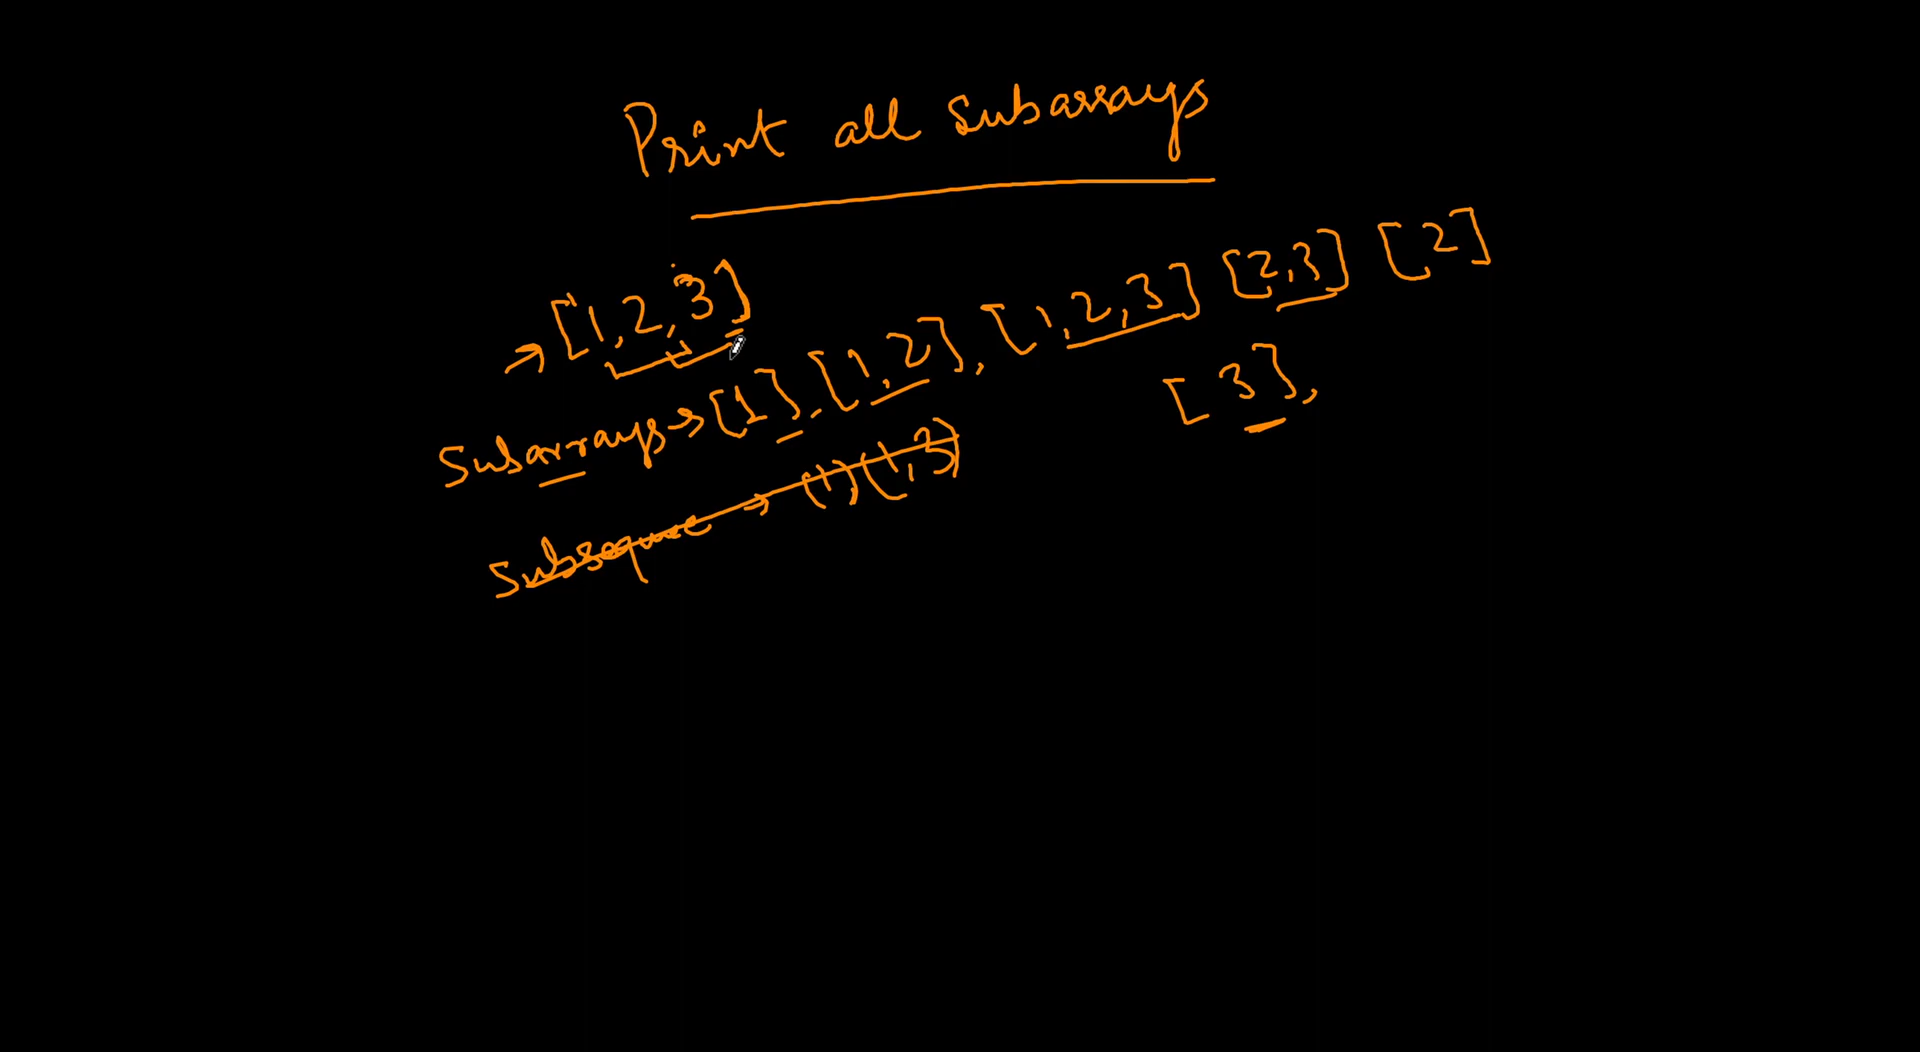 Print all subarrays
→ [1, 2, 3]
Subarrays → [1], [1, 2], [1, 2, 3] [2, 3] [2]
[3],
Subseque → (1), (1, 3)